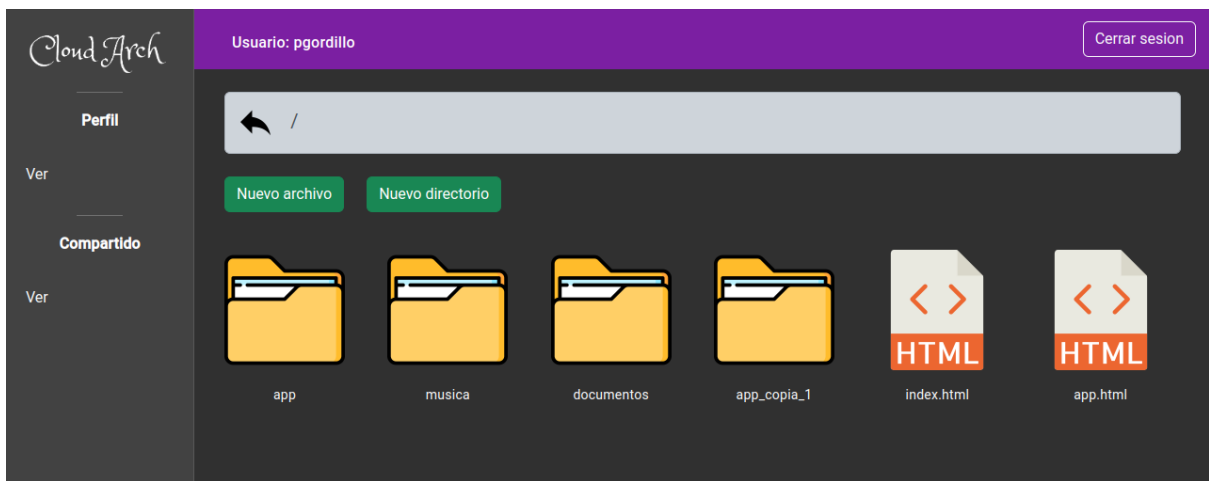 Cloud Arch
Usuario: pgordillo
Cerrar sesion
Perfil
Ver
Compartido
Ver
/
Nuevo archivo
Nuevo directorio
HTML
HTML
app
musica
documentos
app_copia_1
index.html
app.html